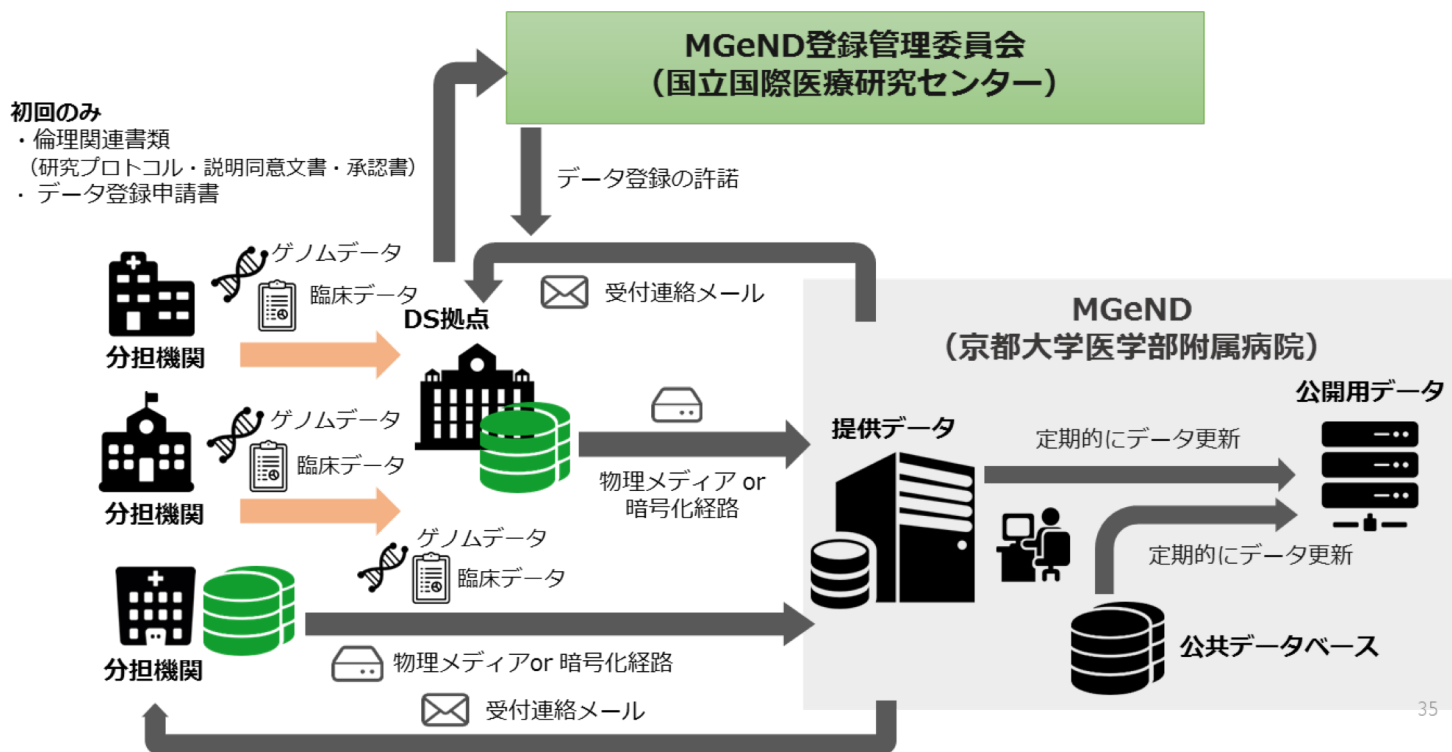 MGeND登録管理委員会
（国立国際医療研究センター）
初回のみ
・倫理関連書類
（研究プロトコル・説明同意文書・承認書）
・ データ登録申請書
データ登録の許諾
ゲノムデータ
臨床データ
分担機関
DS拠点
受付連絡メール
MGeND
（京都大学医学部附属病院）
ゲノムデータ
臨床データ
分担機関
物理メディア or
暗号化経路
提供データ
定期的にデータ更新
公開用データ
定期的にデータ更新
公共データベース
ゲノムデータ
臨床データ
分担機関
物理メディアor 暗号化経路
受付連絡メール
35